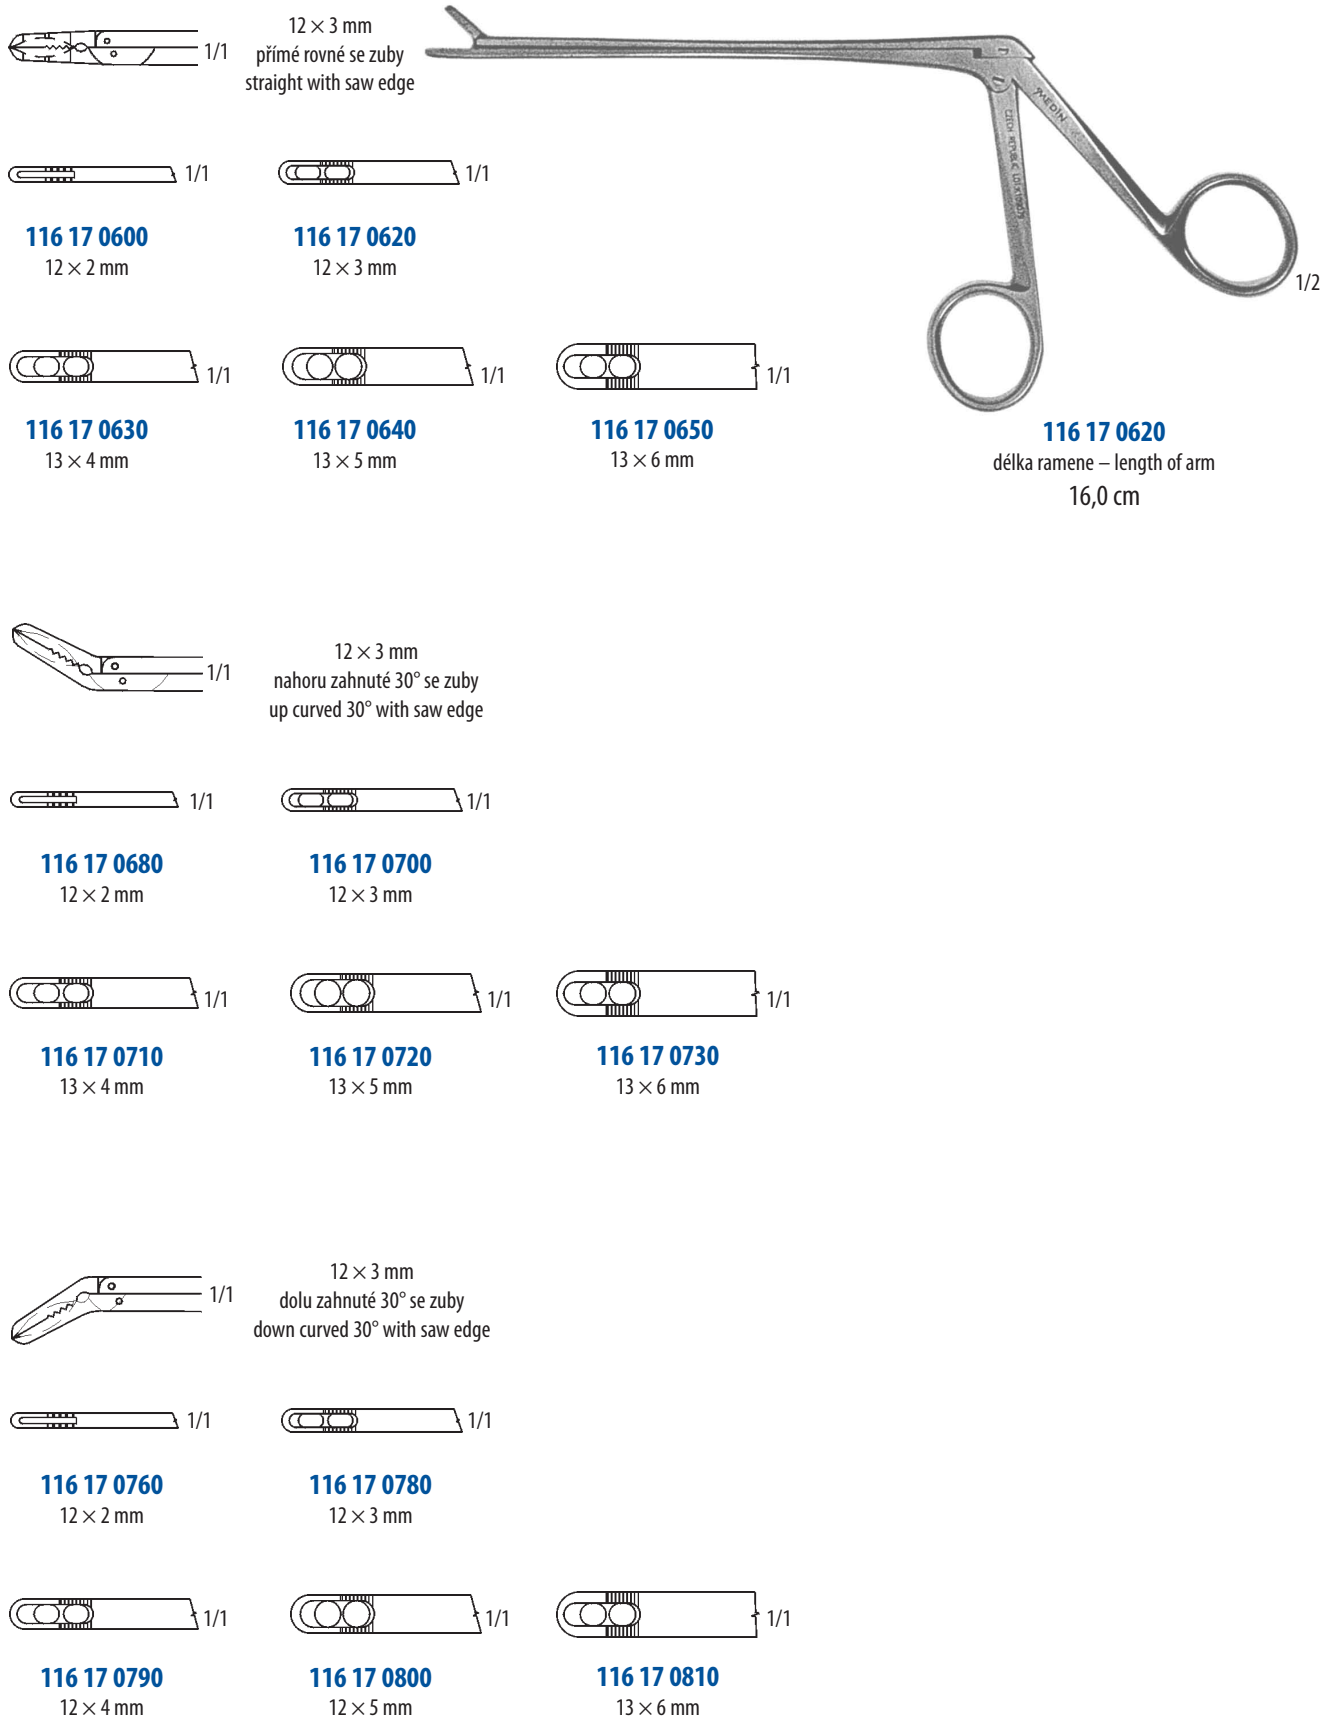 12 × 3 mm
přímé rovné se zuby
straight with saw edge
1/1
1/1
1/1
116 17 0600
12 × 2 mm
116 17 0620
12 × 3 mm
MEDIN
CZECH REPUBLIC
1/2
1/1
1/1
1/1
116 17 0630
13 × 4 mm
116 17 0640
13 × 5 mm
116 17 0650
13 × 6 mm
116 17 0620
délka ramene – length of arm
16,0 cm
1/1
12 × 3 mm
nahoru zahnuté 30° se zuby
up curved 30° with saw edge
1/1
1/1
116 17 0680
12 × 2 mm
116 17 0700
12 × 3 mm
1/1
1/1
1/1
116 17 0710
13 × 4 mm
116 17 0720
13 × 5 mm
116 17 0730
13 × 6 mm
1/1
12 × 3 mm
dolu zahnuté 30° se zuby
down curved 30° with saw edge
1/1
1/1
116 17 0760
12 × 2 mm
116 17 0780
12 × 3 mm
1/1
1/1
1/1
116 17 0790
12 × 4 mm
116 17 0800
12 × 5 mm
116 17 0810
13 × 6 mm